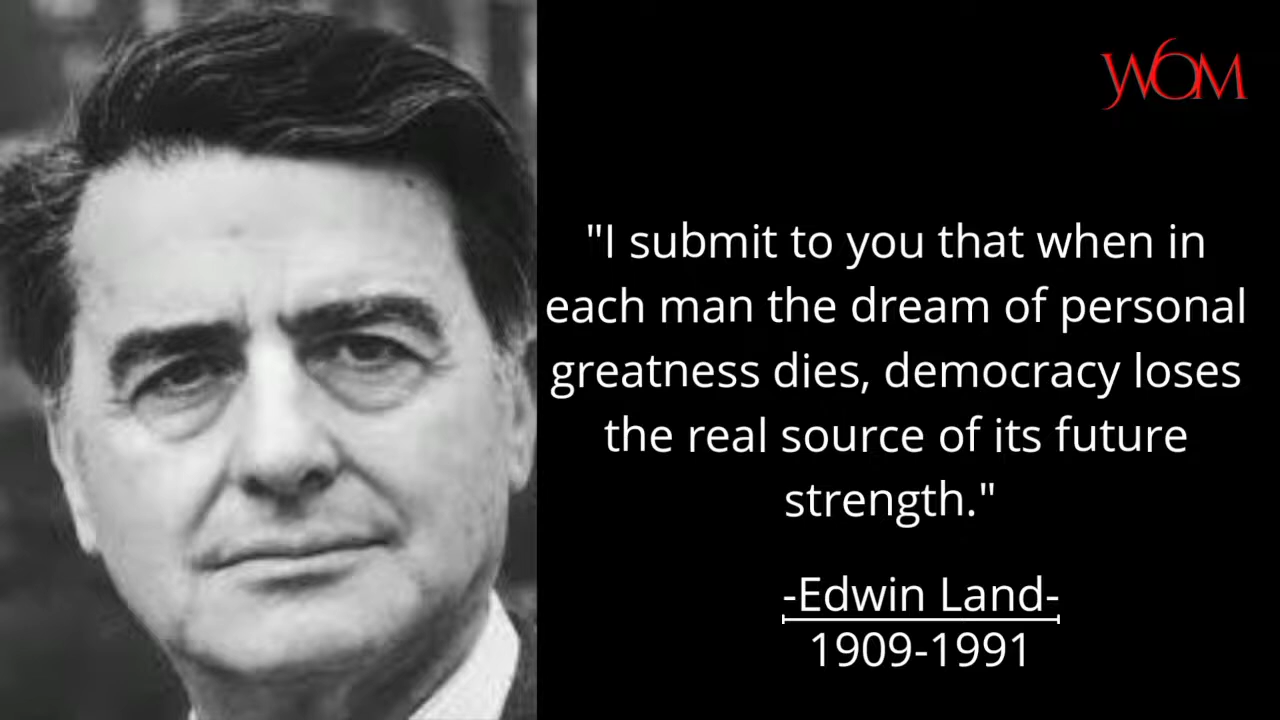 WOM
"I submit to you that when in
each man the dream of personal
greatness dies, democracy loses
the real source of its future
strength."
-Edwin Land-
1909-1991